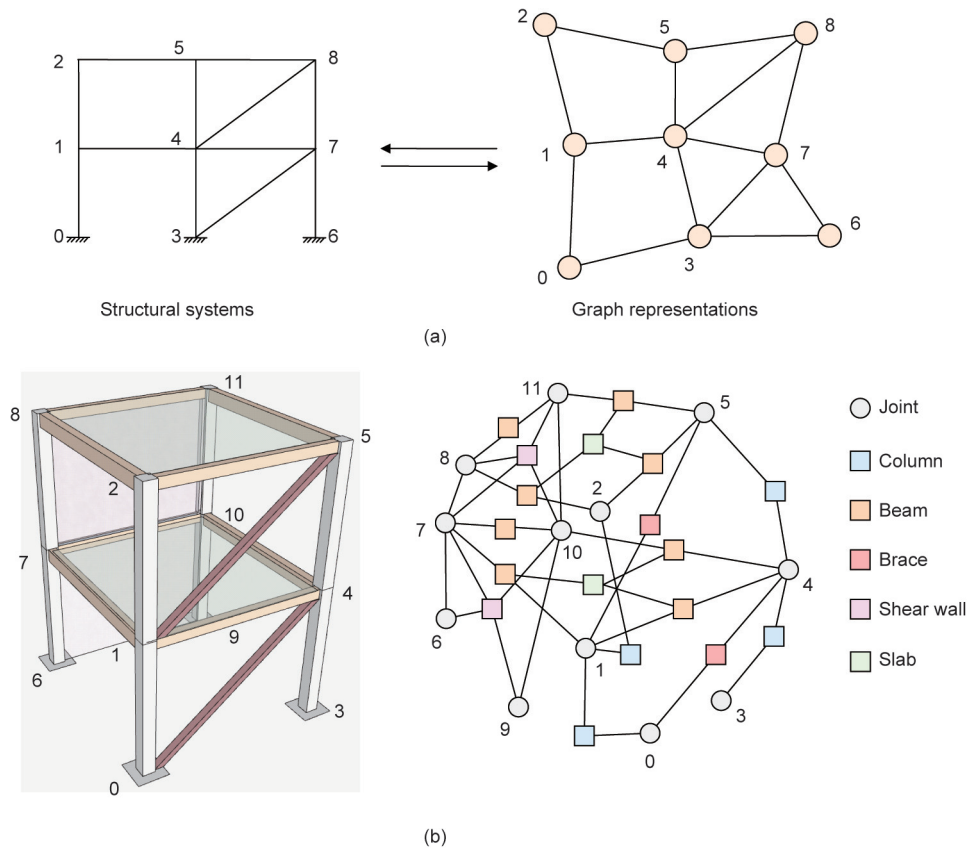 2 5 8
1 4 7
0 3 6
2 5 8
1 4 7
0 3 6
Structural systems
Graph representations
(a)
8 11 5
2 10
7 4
1 9
6 3
0
11 5
8 2
7 10 4
6 1
9 0 3
Joint
Column
Beam
Brace
Shear wall
Slab
(b)